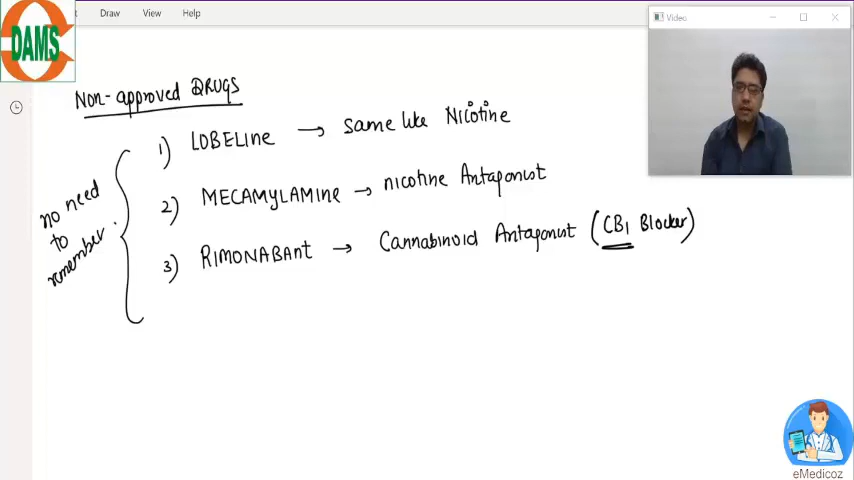 DAMS
Draw View Help
Video
Non-approved DRUGS
1) LOBELine → Same like Nicotine
2) MECAMYLAMINE → nicotine Antagonist
3) RIMONABAnt → Cannabinoid Antagonist (CB1 Blocker)
no need
to
remember
eMedicoz